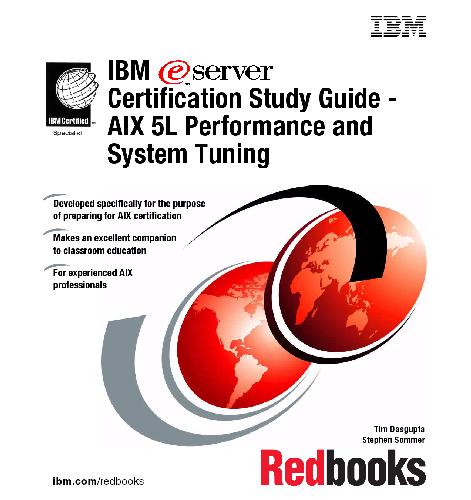 IBM
IBM eserver
Certification Study Guide -
AIX 5L Performance and
System Tuning
IBM Certified
Specialist
Developed specifically for the purpose
of preparing for AIX certification
Makes an excellent companion
to classroom education
For experienced AIX
professionals
Tim Dasgupta
Stephen Sommer
ibm.com/redbooks
Redbooks